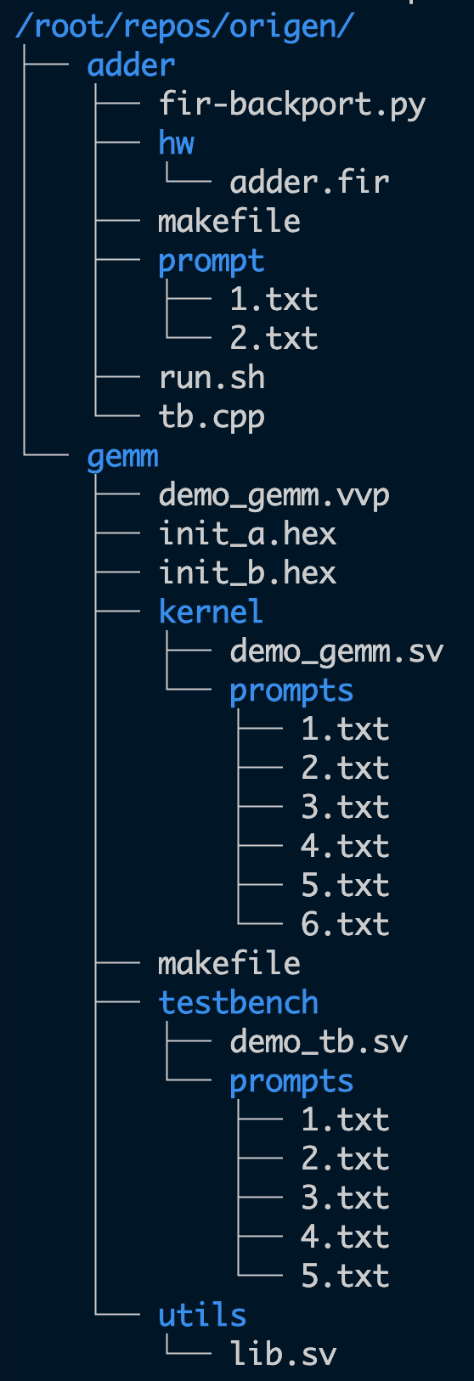 /root/repos/origen/
adder
fir-backport.py
hw
adder.fir
makefile
prompt
1.txt
2.txt
run.sh
tb.cpp
gemm
demo_gemm.vvp
init_a.hex
init_b.hex
kernel
demo_gemm.sv
prompts
1.txt
2.txt
3.txt
4.txt
5.txt
6.txt
makefile
testbench
demo_tb.sv
prompts
1.txt
2.txt
3.txt
4.txt
5.txt
utils
lib.sv